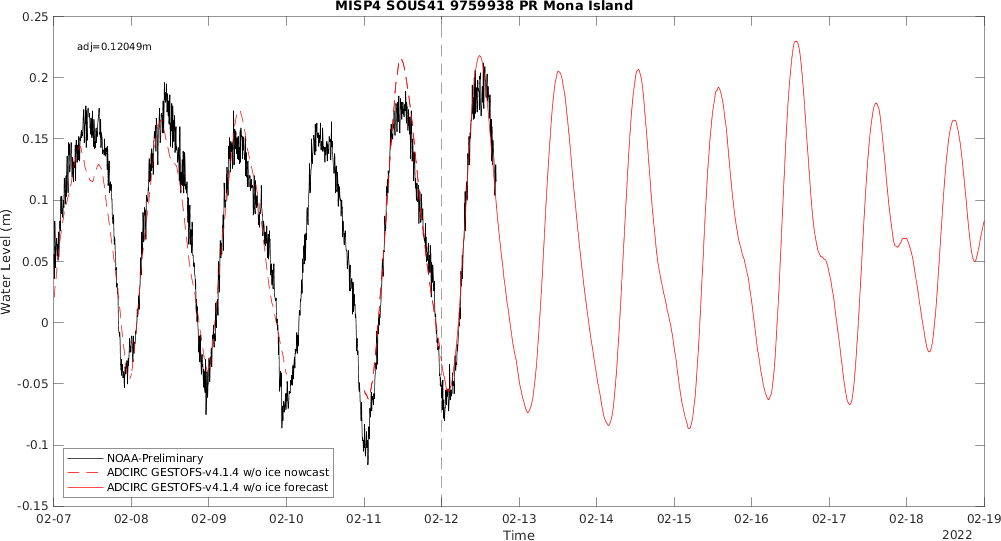 MISP4 SOUS41 9759938 PR Mona Island
adj=0.12049m
0.25
0.2
0.15
0.1
0.05
0
-0.05
-0.1
-0.15
Water Level (m)
NOAA-Preliminary
ADCIRC GESTOFS-v4.1.4 w/o ice nowcast
ADCIRC GESTOFS-v4.1.4 w/o ice forecast
02-07 02-08 02-09 02-10 02-11 02-12 02-13 02-14 02-15 02-16 02-17 02-18 02-19
Time
2022